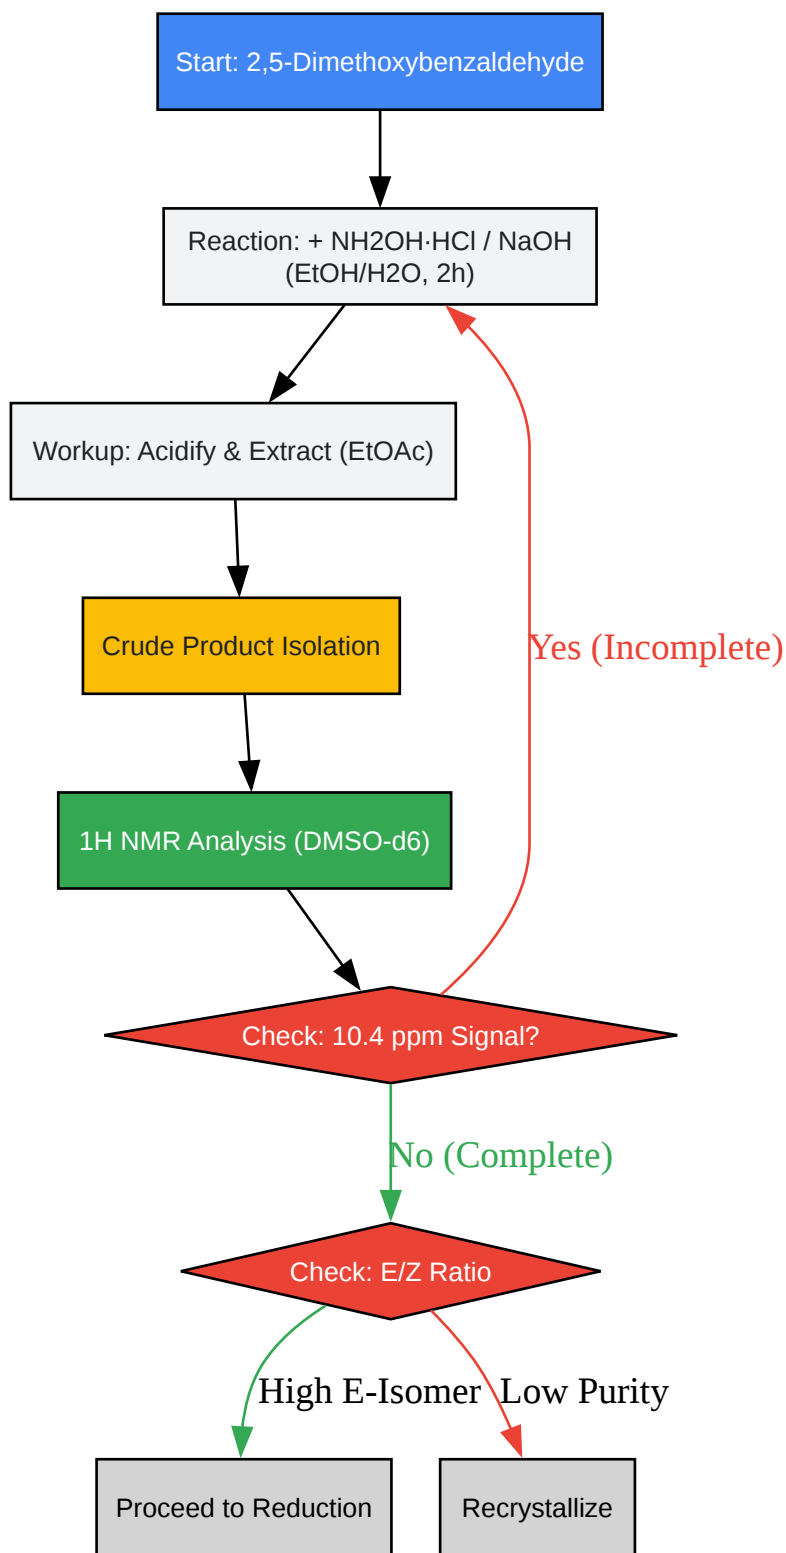 Start: 2,5-Dimethoxybenzaldehyde
Reaction: + NH2OH·HCl / NaOH
(EtOH/H2O, 2h)
Workup: Acidify & Extract (EtOAc)
Crude Product Isolation
Yes (Incomplete)
1H NMR Analysis (DMSO-d6)
Check: 10.4 ppm Signal?
No (Complete)
Check: E/Z Ratio
High E-Isomer
Low Purity
Proceed to Reduction
Recrystallize